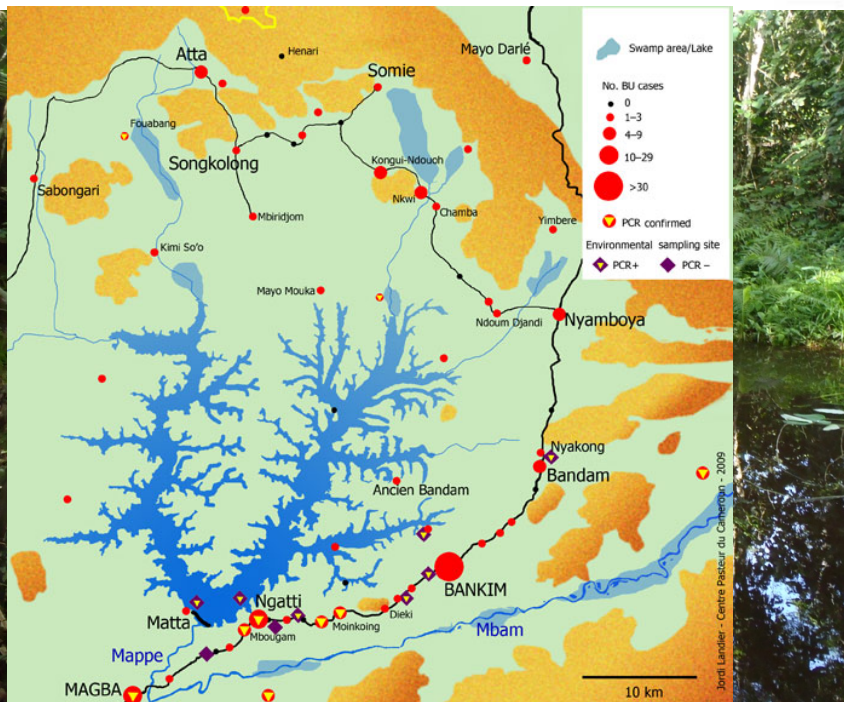 Atta
Henari
Mayo Darlé
Somie
Fouabang
Songkolong
Kongui-Ndouch
Sabongari
Nkwi
Chamba
Mbiridjom
Yimbere
Kimi So'o
Mayo Mouka
Ndoum Djandi
Nyamboya
Nyakong
Bandam
Ancien Bandam
BANKIM
Ngatti
Dieki
Matta
Moinkoing
Mbougam
Mbam
Mappe
MAGBA
Swamp area/Lake
No. BU cases
0
1–3
4–9
10–29
>30
PCR confirmed
Environmental sampling site
PCR+ PCR –
10 km
Jordi Landier - Centre Pasteur du Cameroun - 2009